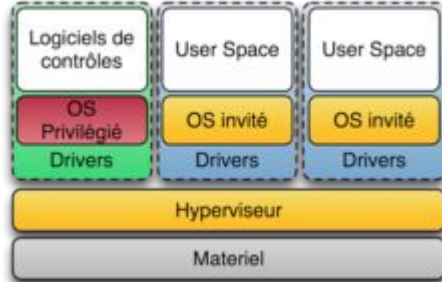 Logiciels de
contrôles
User Space
User Space
OS
Privilégié
OS invité
OS invité
Drivers
Drivers
Drivers
Hyperviseur
Materiel